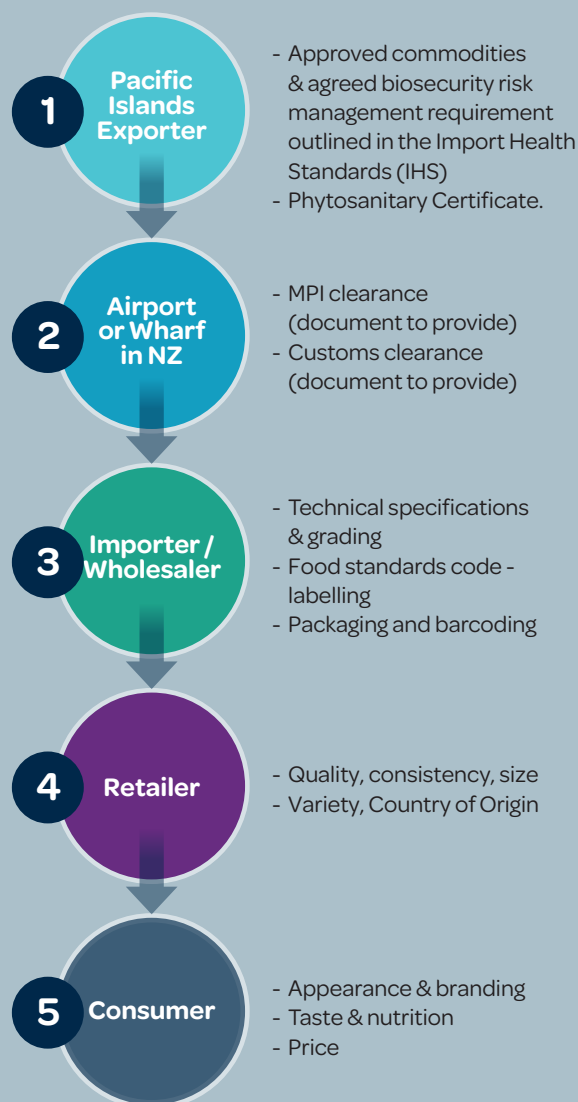 1
Pacific
Islands
Exporter
- Approved commodities
& agreed biosecurity risk
management requirement
outlined in the Import Health
Standards (IHS)
- Phytosanitary Certificate.
2
Airport
or Wharf
in NZ
- MPI clearance
(document to provide)
- Customs clearance
(document to provide)
3
Importer /
Wholesaler
- Technical specifications
& grading
- Food standards code -
labelling
- Packaging and barcoding
4
Retailer
- Quality, consistency, size
- Variety, Country of Origin
5
Consumer
- Appearance & branding
- Taste & nutrition
- Price